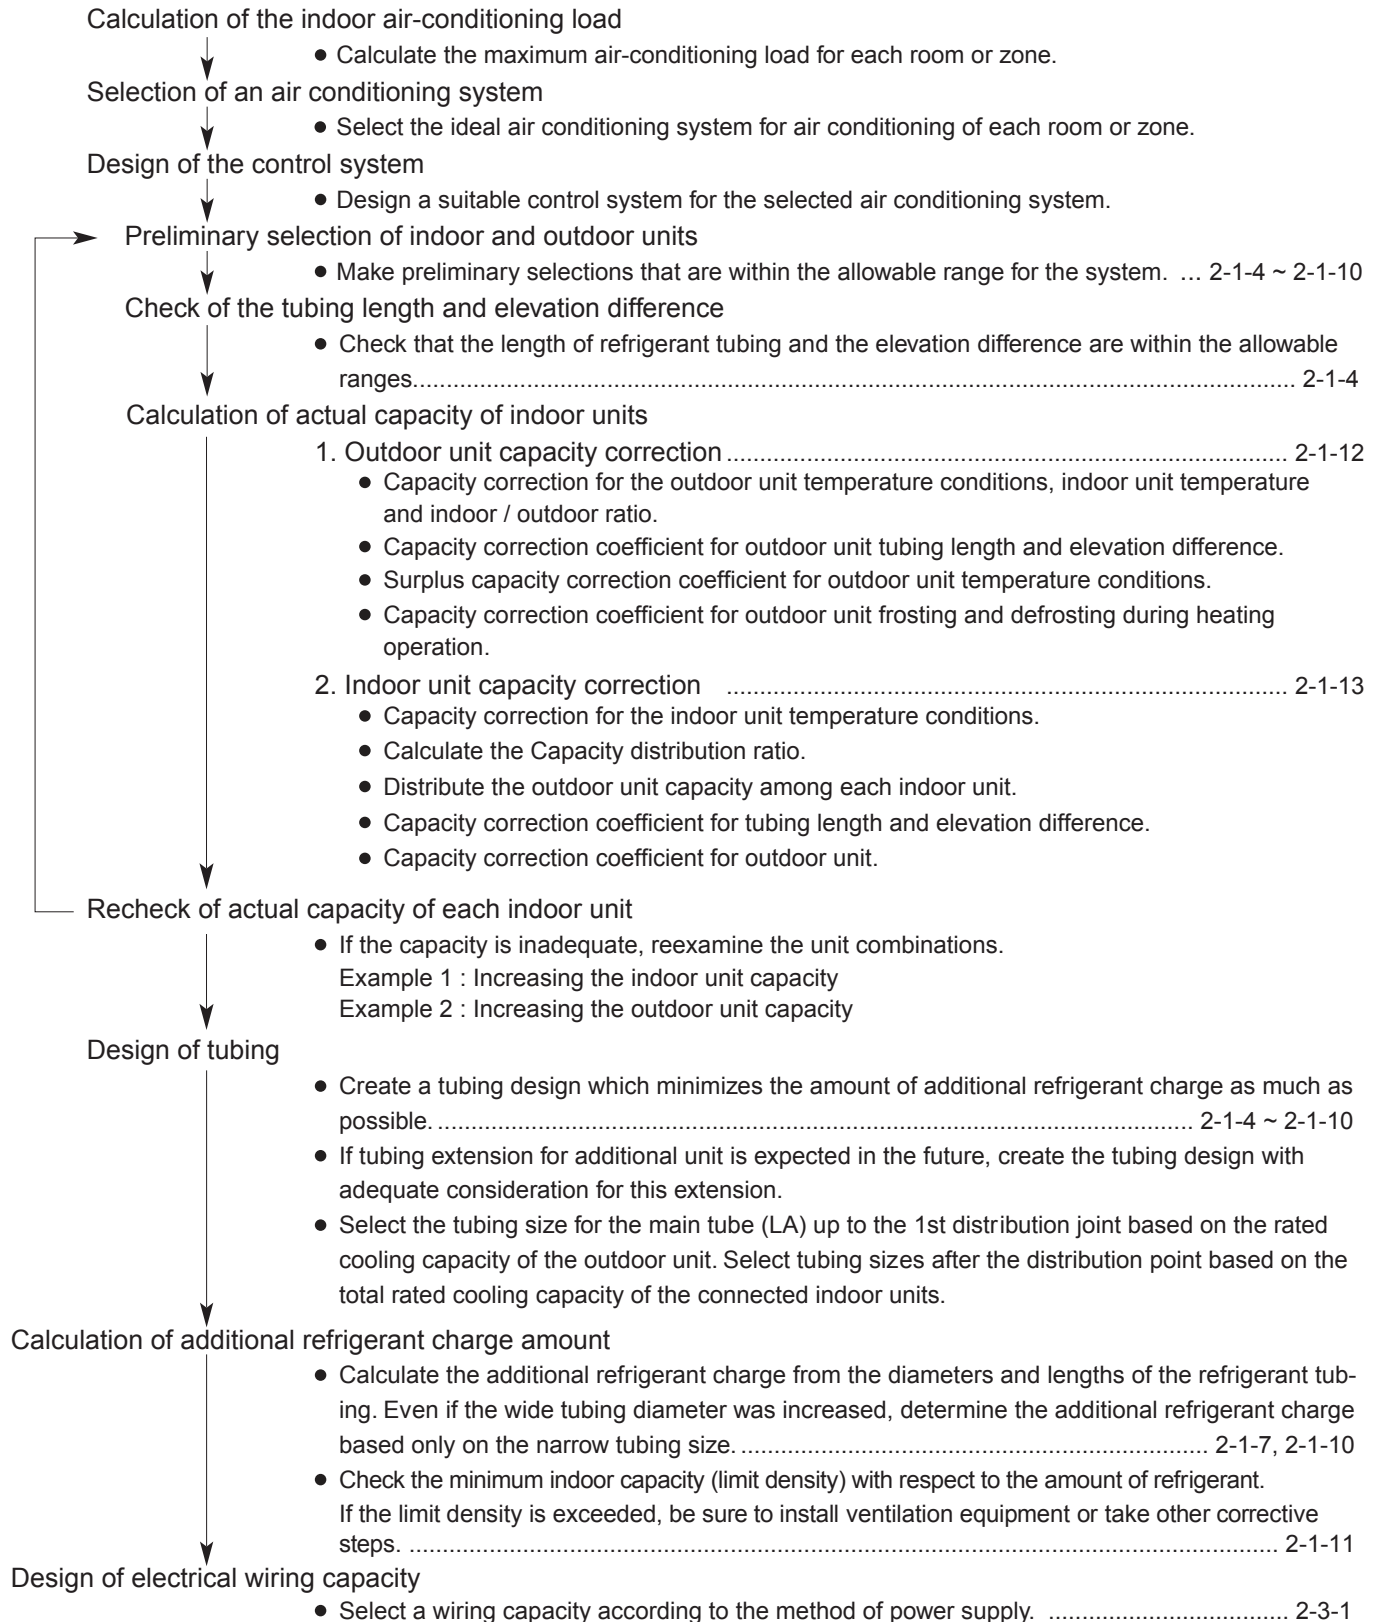 Calculation of the indoor air-conditioning load
● Calculate the maximum air-conditioning load for each room or zone.
Selection of an air conditioning system
● Select the ideal air conditioning system for air conditioning of each room or zone.
Design of the control system
● Design a suitable control system for the selected air conditioning system.
Preliminary selection of indoor and outdoor units
● Make preliminary selections that are within the allowable range for the system. ... 2-1-4 ~ 2-1-10
Check of the tubing length and elevation difference
● Check that the length of refrigerant tubing and the elevation difference are within the allowable
ranges.................................................................................................................................... 2-1-4
Calculation of actual capacity of indoor units
1. Outdoor unit capacity correction .................................................................................... 2-1-12
● Capacity correction for the outdoor unit temperature conditions, indoor unit temperature
and indoor / outdoor ratio.
● Capacity correction coefficient for outdoor unit tubing length and elevation difference.
● Surplus capacity correction coefficient for outdoor unit temperature conditions.
● Capacity correction coefficient for outdoor unit frosting and defrosting during heating
operation.
2. Indoor unit capacity correction .................................................................................... 2-1-13
● Capacity correction for the indoor unit temperature conditions.
● Calculate the Capacity distribution ratio.
● Distribute the outdoor unit capacity among each indoor unit.
● Capacity correction coefficient for tubing length and elevation difference.
● Capacity correction coefficient for outdoor unit.
Recheck of actual capacity of each indoor unit
● If the capacity is inadequate, reexamine the unit combinations.
Example 1 : Increasing the indoor unit capacity
Example 2 : Increasing the outdoor unit capacity
Design of tubing
● Create a tubing design which minimizes the amount of additional refrigerant charge as much as
possible. ................................................................................................................. 2-1-4 ~ 2-1-10
● If tubing extension for additional unit is expected in the future, create the tubing design with
adequate consideration for this extension.
● Select the tubing size for the main tube (LA) up to the 1st distribution joint based on the rated
cooling capacity of the outdoor unit. Select tubing sizes after the distribution point based on the
total rated cooling capacity of the connected indoor units.
Calculation of additional refrigerant charge amount
● Calculate the additional refrigerant charge from the diameters and lengths of the refrigerant tub-
ing. Even if the wide tubing diameter was increased, determine the additional refrigerant charge
based only on the narrow tubing size. ...................................................................... 2-1-7, 2-1-10
● Check the minimum indoor capacity (limit density) with respect to the amount of refrigerant.
If the limit density is exceeded, be sure to install ventilation equipment or take other corrective
steps. .................................................................................................................................. 2-1-11
Design of electrical wiring capacity
● Select a wiring capacity according to the method of power supply. .................................... 2-3-1